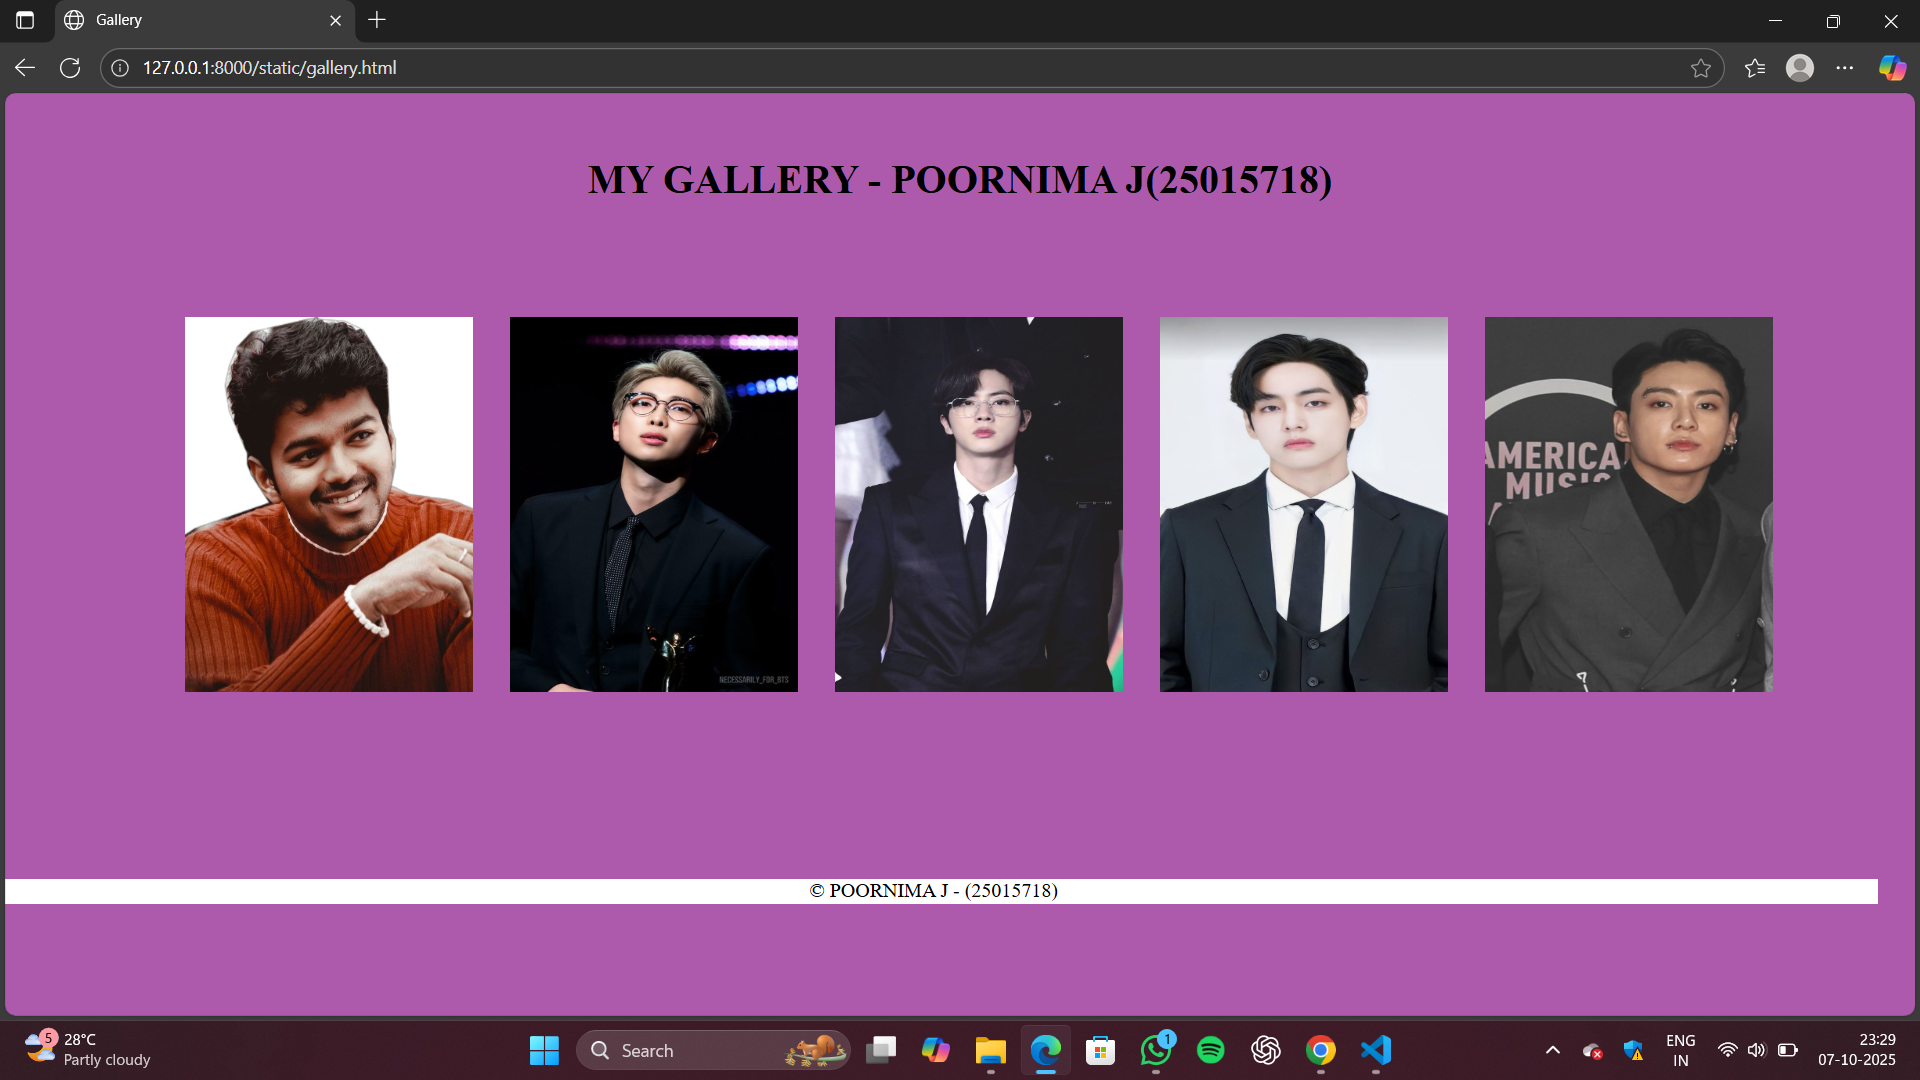 Gallery
127.0.0.1:8000/static/gallery.html
MY GALLERY - POORNIMA J(25015718)
NECESSARILY_FOR_BTS
AMERICA
MUSIC
© POORNIMA J - (25015718)
5
28°C
Partly cloudy
Search
1
ENG
IN
23:29
07-10-2025